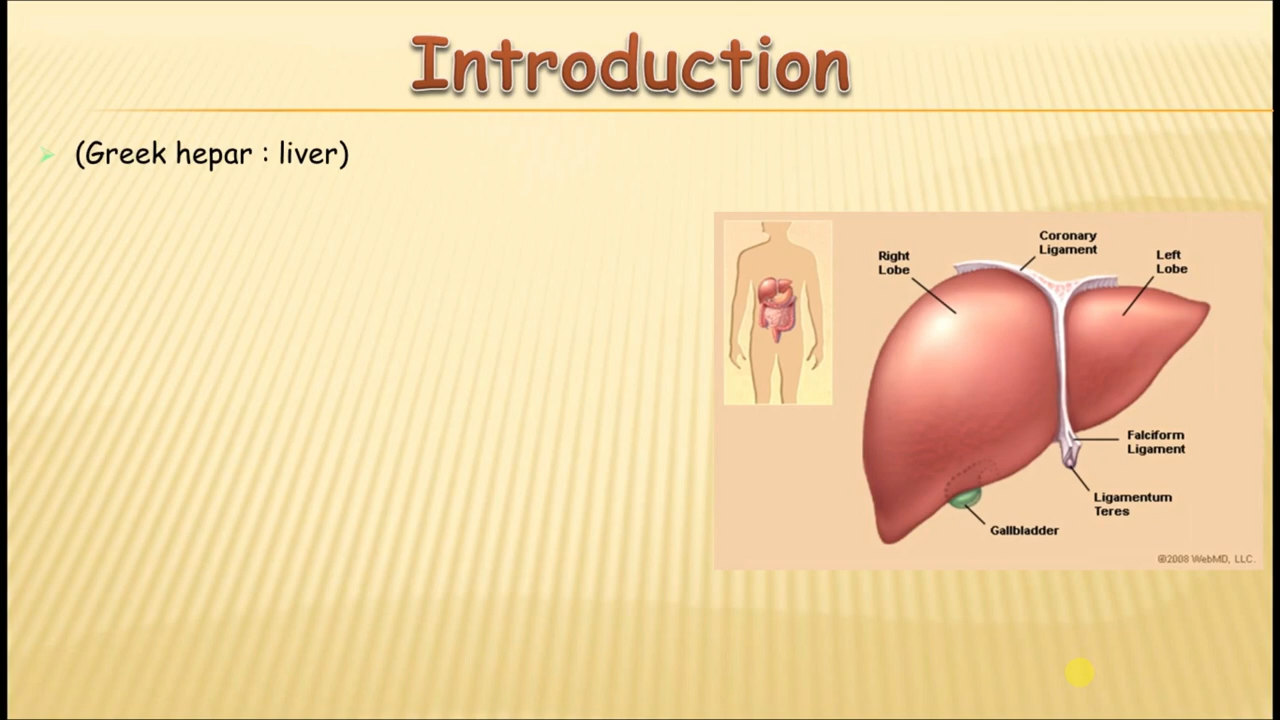 Introduction
(Greek hepar : liver)
Coronary
Ligament
Right
Lobe
Left
Lobe
Falciform
Ligament
Ligamentum
Teres
Gallbladder
©2008 WebMD, LLC.